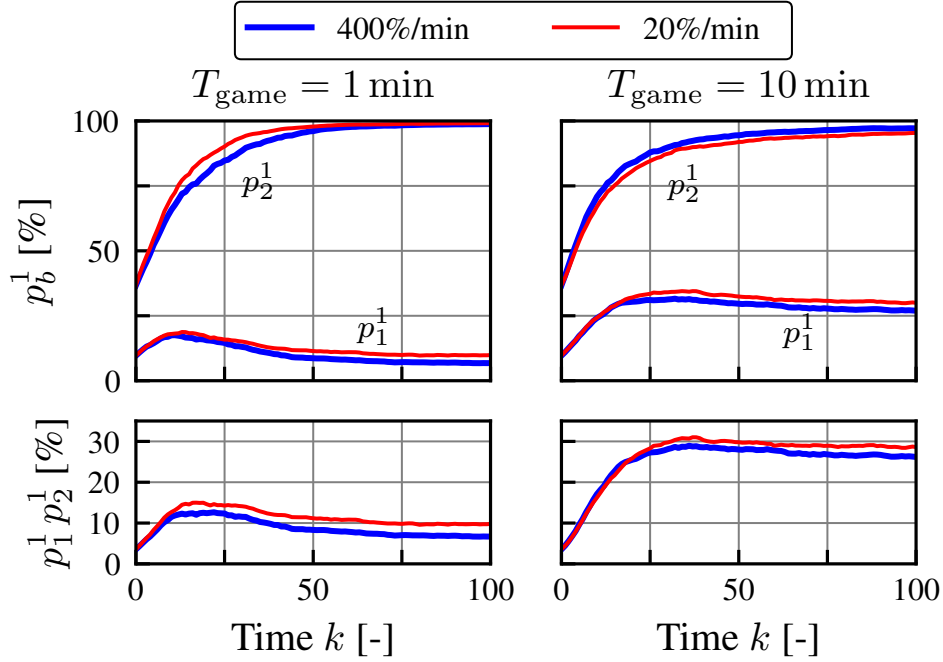 400%/min 20%/min
T_game = 1 min T_game = 10 min
p_b^1 [%]
100
50
0
p_2^1
p_1^1
p_2^1
p_1^1
p_1^1 p_2^1 [%]
30
20
10
0
0 50 100 0 50 100
Time k [-] Time k [-]